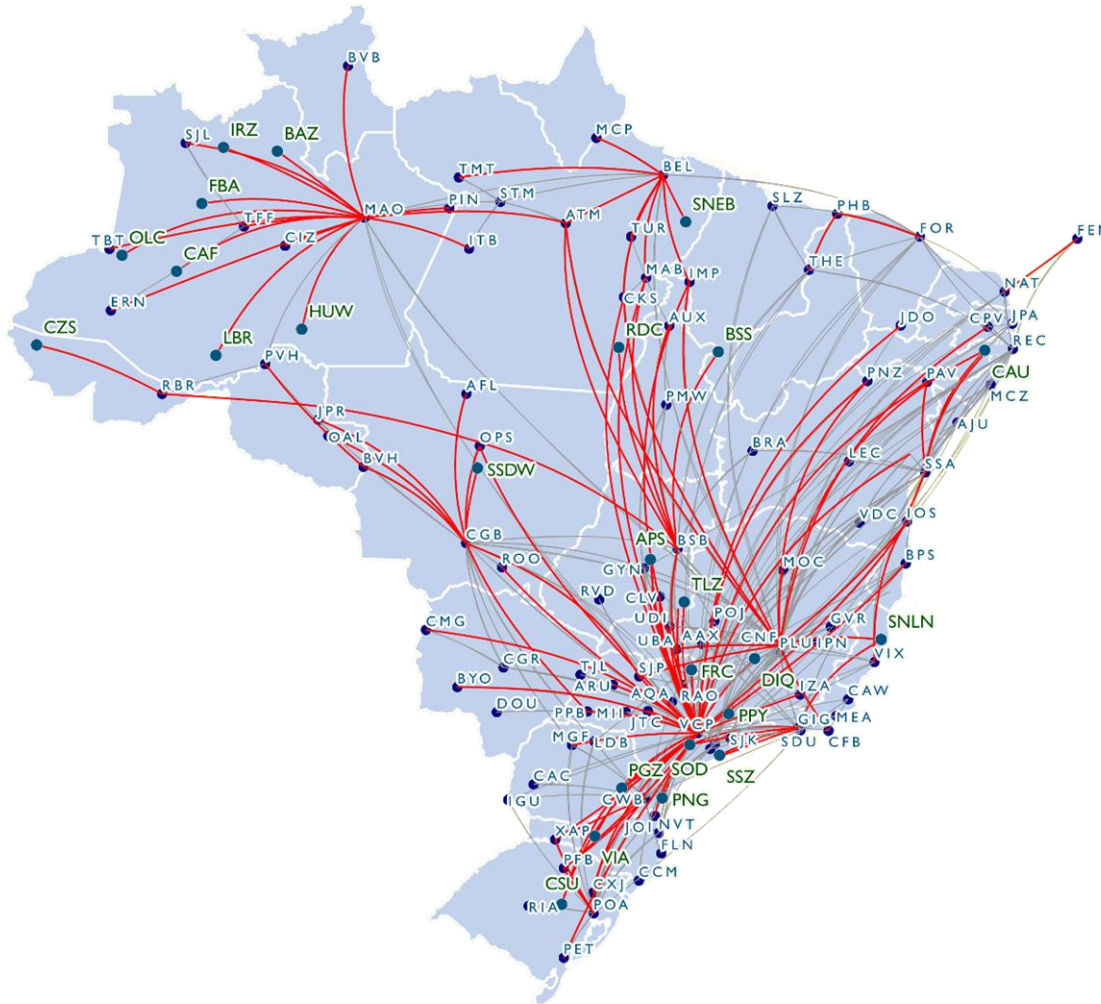 BVB
SJL
IRZ
BAZ
MCP
TMT
BEL
FBA
STM
PIN
MAO
SNEB
SLZ
PHB
TFF
ATM
TUR
FOR
FEN
TBT
OLC
CIZ
ITB
CAF
MAB
IMP
THE
NAT
ERN
CKS
HUW
AUX
JDO
CPV
JPA
CZS
LBR
RDC
BSS
REC
PVH
PNZ
PAV
CAU
RBR
AFL
PMW
MCZ
JPR
AJU
OAL
OPS
BRA
BVH
SSDW
LEC
SSA
VDC
IOS
CGB
APS
BSB
ROO
GYN
MOC
BPS
TLZ
RVD
CLV
UDI
POJ
GVR
SNLN
CMG
UBA
AAX
CNF
PLU
IPN
VIX
CGR
TJL
SJP
FRC
DIQ
BYO
ARU
AQA
RAO
IZA
CAW
DOU
PPB
MII
JTC
VCP
PPY
GIG
MEA
MGF
LDB
SJK
SDU
CFB
PGZ
SOD
SSZ
CAC
IGU
CWB
PNG
XAP
JOI
NVT
FLN
PFB
VIA
CCM
CSU
CXJ
RIA
POA
PET